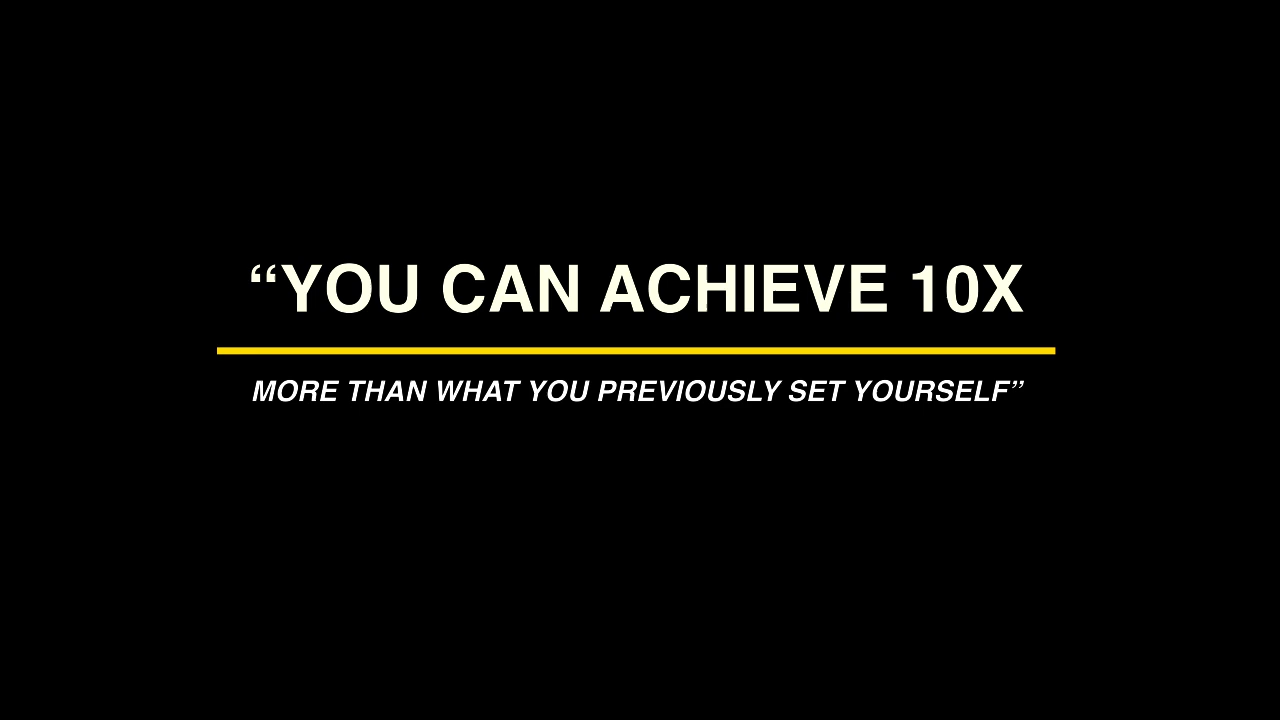 “YOU CAN ACHIEVE 10X
MORE THAN WHAT YOU PREVIOUSLY SET YOURSELF”